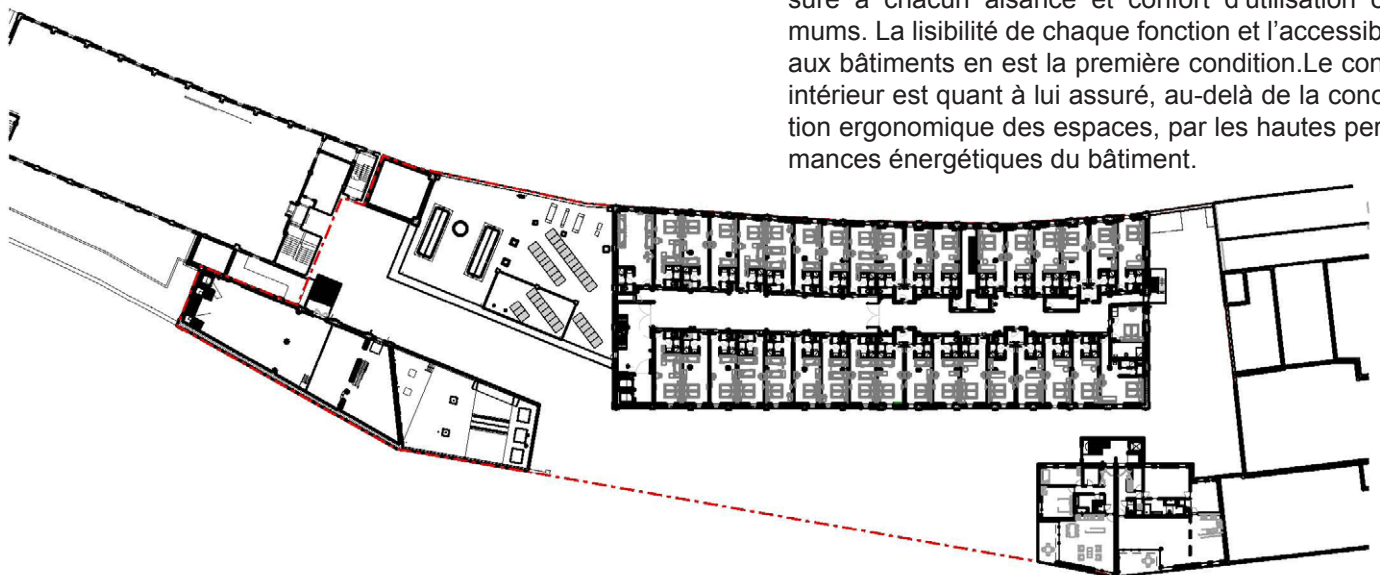 sure à chacun aisance et confort d'utilisation
mums. La lisibilité de chaque fonction et l'accessib
aux bâtiments en est la première condition.Le con
intérieur est quant à lui assuré, au-delà de la conc
tion ergonomique des espaces, par les hautes per
mances énergétiques du bâtiment.